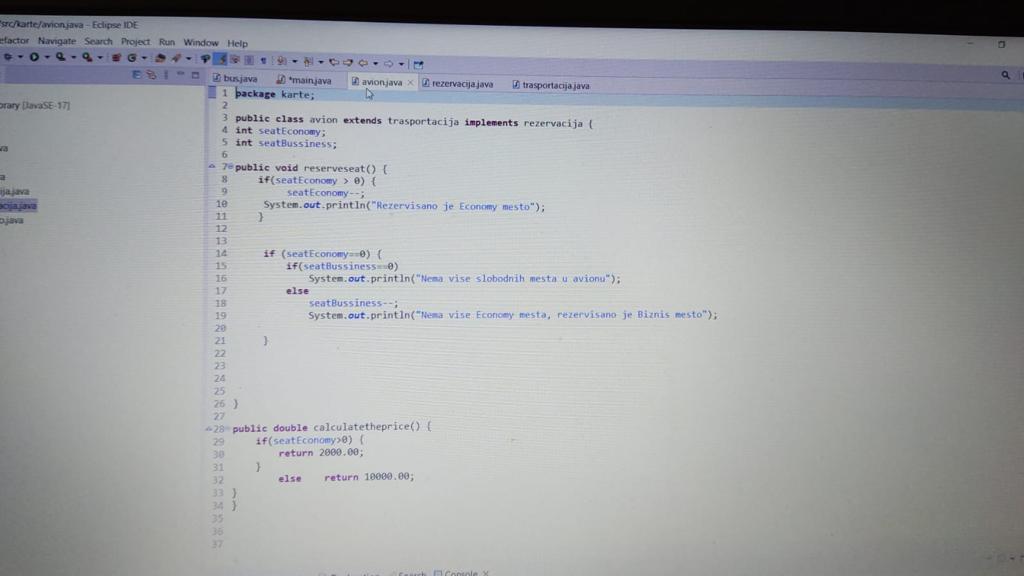 src/karte/avion.java - Eclipse IDE
efactor Navigate Search Project Run Window Help
bus.java *main.java avion.java rezervacija.java trasportacija.java
rary [JavaSE-17]
va
a
ija.java
acija.java
o.java
1 package karte;
2
3 public class avion extends trasportacija implements rezervacija {
4 int seatEconomy;
5 int seatBussiness;
6
7 public void reserveseat() {
8 if(seatEconomy > 0) {
9 seatEconomy--;
10 System.out.println("Rezervisano je Economy mesto");
11 }
12
13
14 if (seatEconomy==0) {
15 if(seatBussiness==0)
16 System.out.println("Nema vise slobodnih mesta u avionu");
17 else
18 seatBussiness--;
19 System.out.println("Nema vise Economy mesta, rezervisano je Biznis mesto");
20
21 }
22
23
24
25
26 }
27
28 public double calculatetheprice() {
29 if(seatEconomy>0) {
30 return 2000.00;
31 }
32 else return 10000.00;
33 }
34 }
35
36
37
Search Console